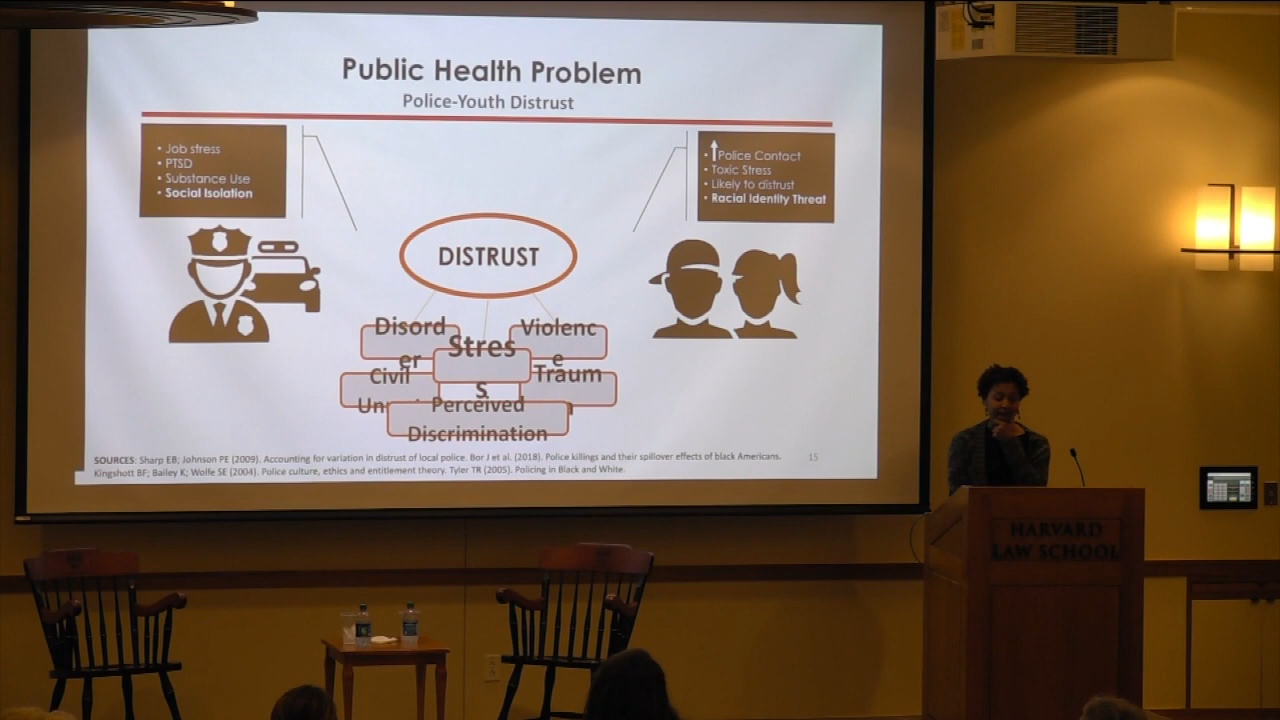 Public Health Problem
Police-Youth Distrust
• Job stress
• PTSD
• Substance Use
• Social Isolation
• ↑Police Contact
• Toxic Stress
• Likely to distrust
• Racial Identity Threat
DISTRUST
Disord
er
Stres
s
Violenc
e
Civil
Traum
Perceived
Discrimination
SOURCES: Sharp EB; Johnson PE (2009). Accounting for variation in distrust of local police. Bor J et al. (2018). Police killings and their spillover effects of black Americans.
Kingshott BF; Bailey K; Wolfe SE (2004). Police culture, ethics and entitlement theory. Tyler TR (2005). Policing in Black and White.
15
HARVARD
LAW SCHOOL